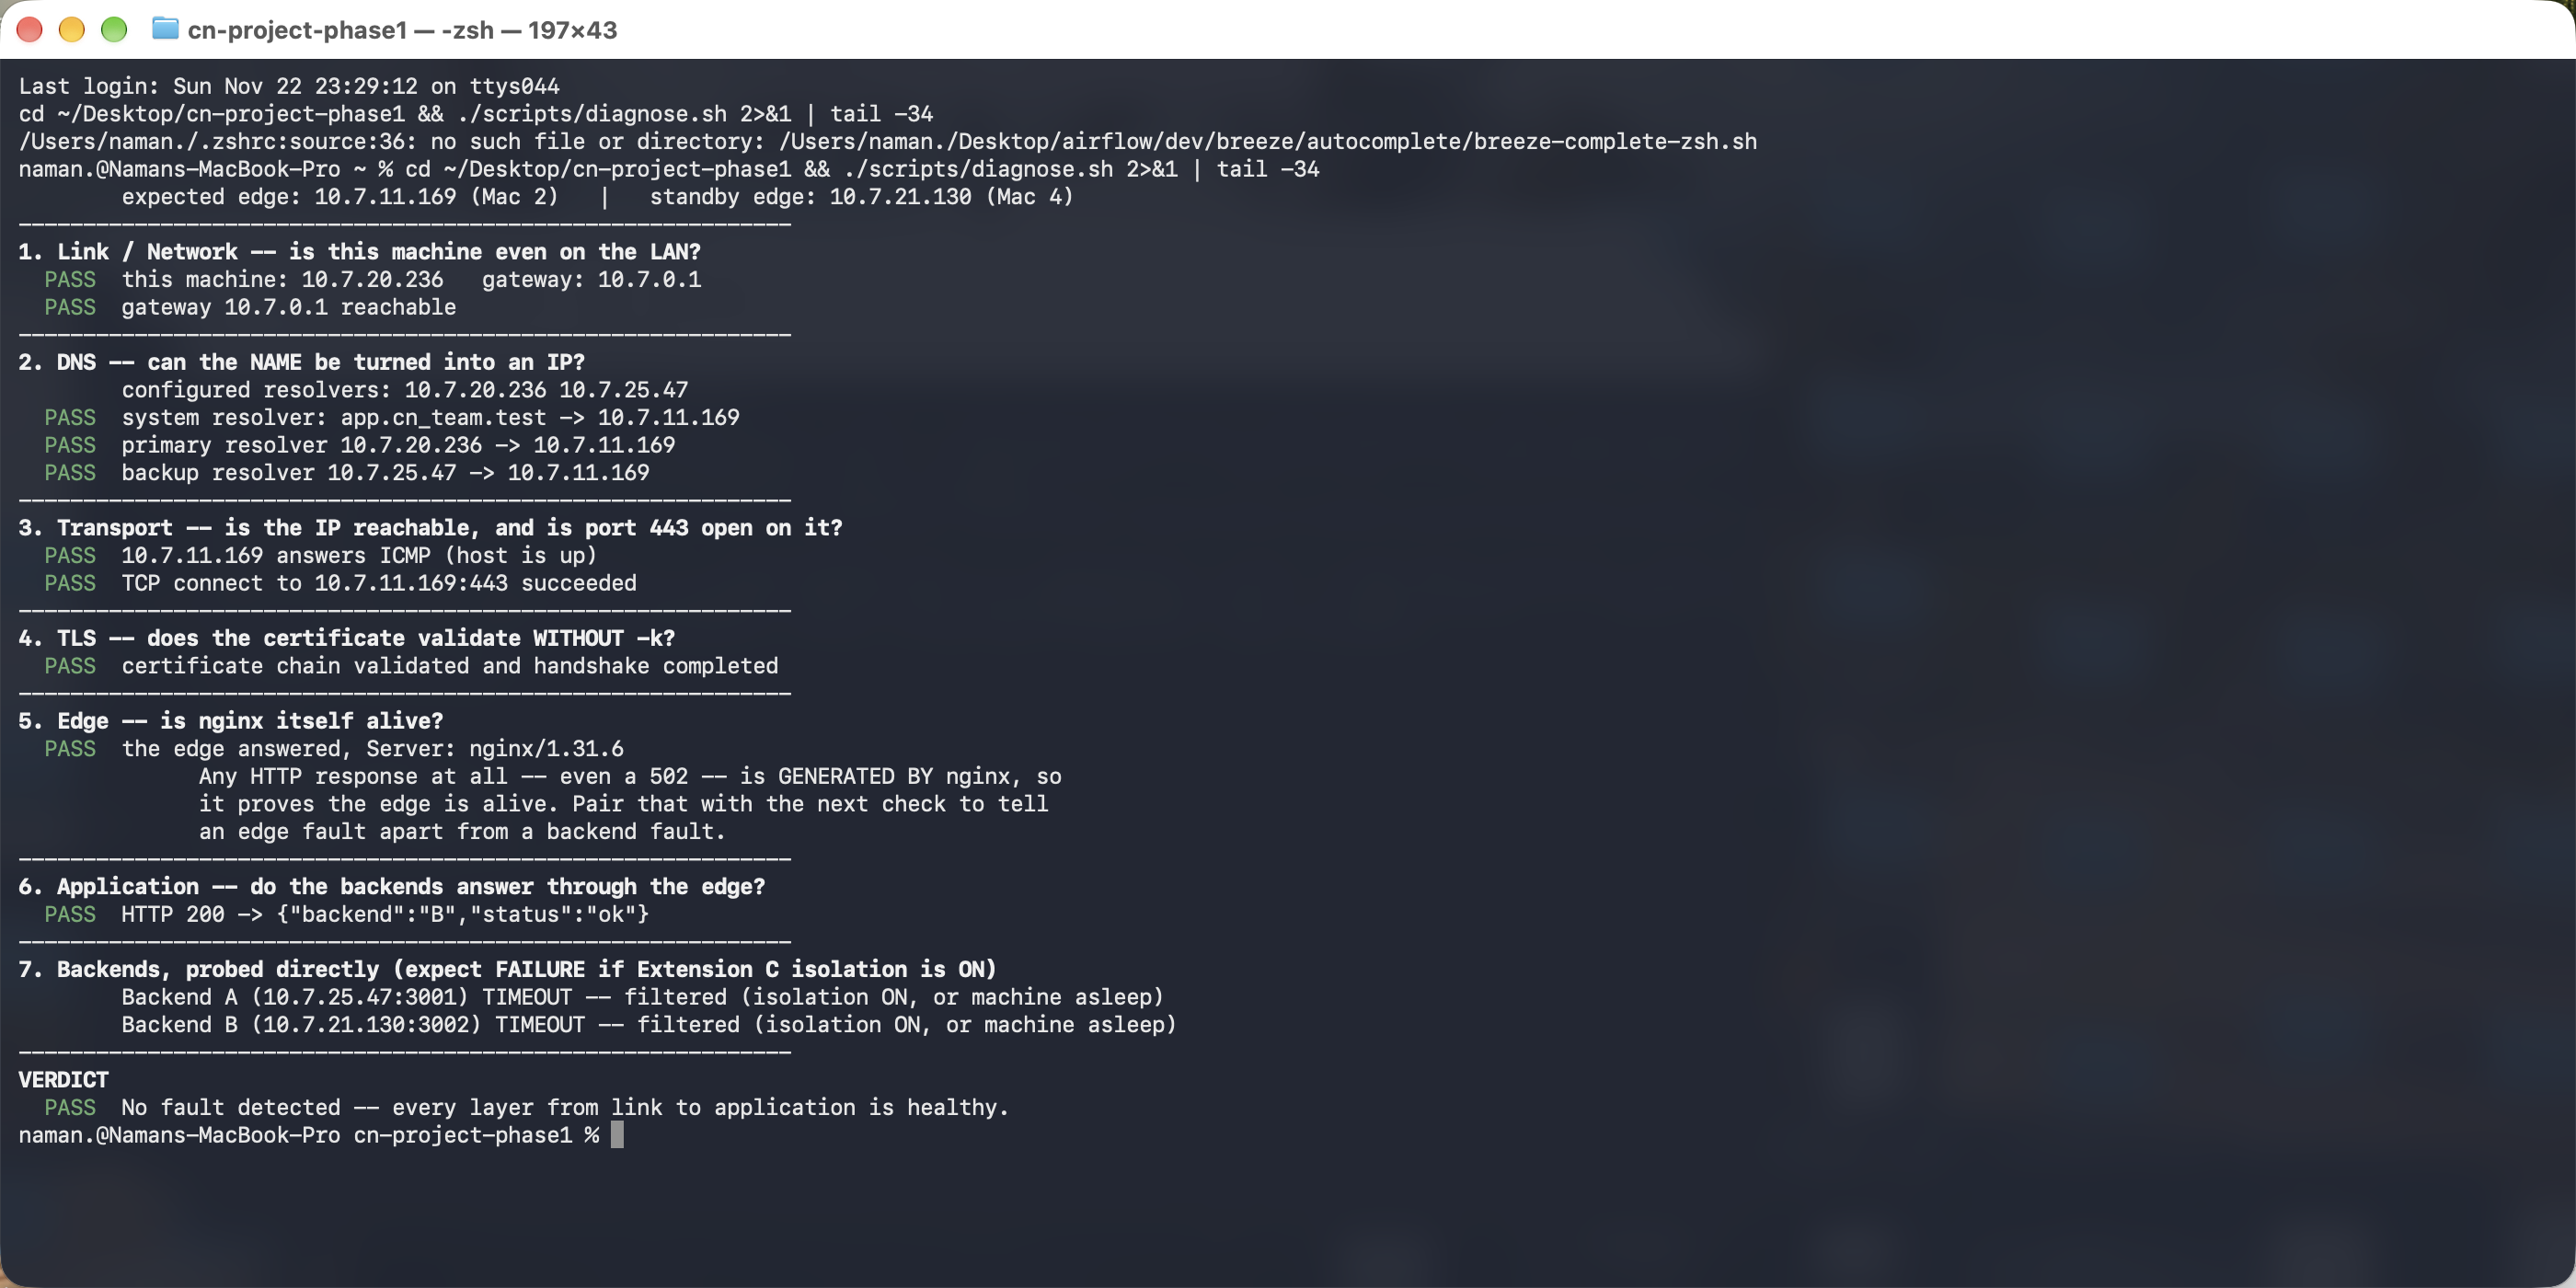 cn-project-phase1 — -zsh — 197×43
Last login: Sun Nov 22 23:29:12 on ttys044
cd ~/Desktop/cn-project-phase1 && ./scripts/diagnose.sh 2>&1 | tail -34
/Users/naman./.zshrc:source:36: no such file or directory: /Users/naman./Desktop/airflow/dev/breeze/autocomplete/breeze-complete-zsh.sh
naman.@Namans-MacBook-Pro ~ % cd ~/Desktop/cn-project-phase1 && ./scripts/diagnose.sh 2>&1 | tail -34
        expected edge: 10.7.11.169 (Mac 2)   |   standby edge: 10.7.21.130 (Mac 4)
------------------------------------------------------------
1. Link / Network -- is this machine even on the LAN?
  PASS  this machine: 10.7.20.236   gateway: 10.7.0.1
  PASS  gateway 10.7.0.1 reachable
------------------------------------------------------------
2. DNS -- can the NAME be turned into an IP?
        configured resolvers: 10.7.20.236 10.7.25.47
  PASS  system resolver: app.cn_team.test -> 10.7.11.169
  PASS  primary resolver 10.7.20.236 -> 10.7.11.169
  PASS  backup resolver 10.7.25.47 -> 10.7.11.169
------------------------------------------------------------
3. Transport -- is the IP reachable, and is port 443 open on it?
  PASS  10.7.11.169 answers ICMP (host is up)
  PASS  TCP connect to 10.7.11.169:443 succeeded
------------------------------------------------------------
4. TLS -- does the certificate validate WITHOUT -k?
  PASS  certificate chain validated and handshake completed
------------------------------------------------------------
5. Edge -- is nginx itself alive?
  PASS  the edge answered, Server: nginx/1.31.6
              Any HTTP response at all -- even a 502 -- is GENERATED BY nginx, so
              it proves the edge is alive. Pair that with the next check to tell
              an edge fault apart from a backend fault.
------------------------------------------------------------
6. Application -- do the backends answer through the edge?
  PASS  HTTP 200 -> {"backend":"B","status":"ok"}
------------------------------------------------------------
7. Backends, probed directly (expect FAILURE if Extension C isolation is ON)
        Backend A (10.7.25.47:3001) TIMEOUT -- filtered (isolation ON, or machine asleep)
        Backend B (10.7.21.130:3002) TIMEOUT -- filtered (isolation ON, or machine asleep)
------------------------------------------------------------
VERDICT
  PASS  No fault detected -- every layer from link to application is healthy.
naman.@Namans-MacBook-Pro cn-project-phase1 %